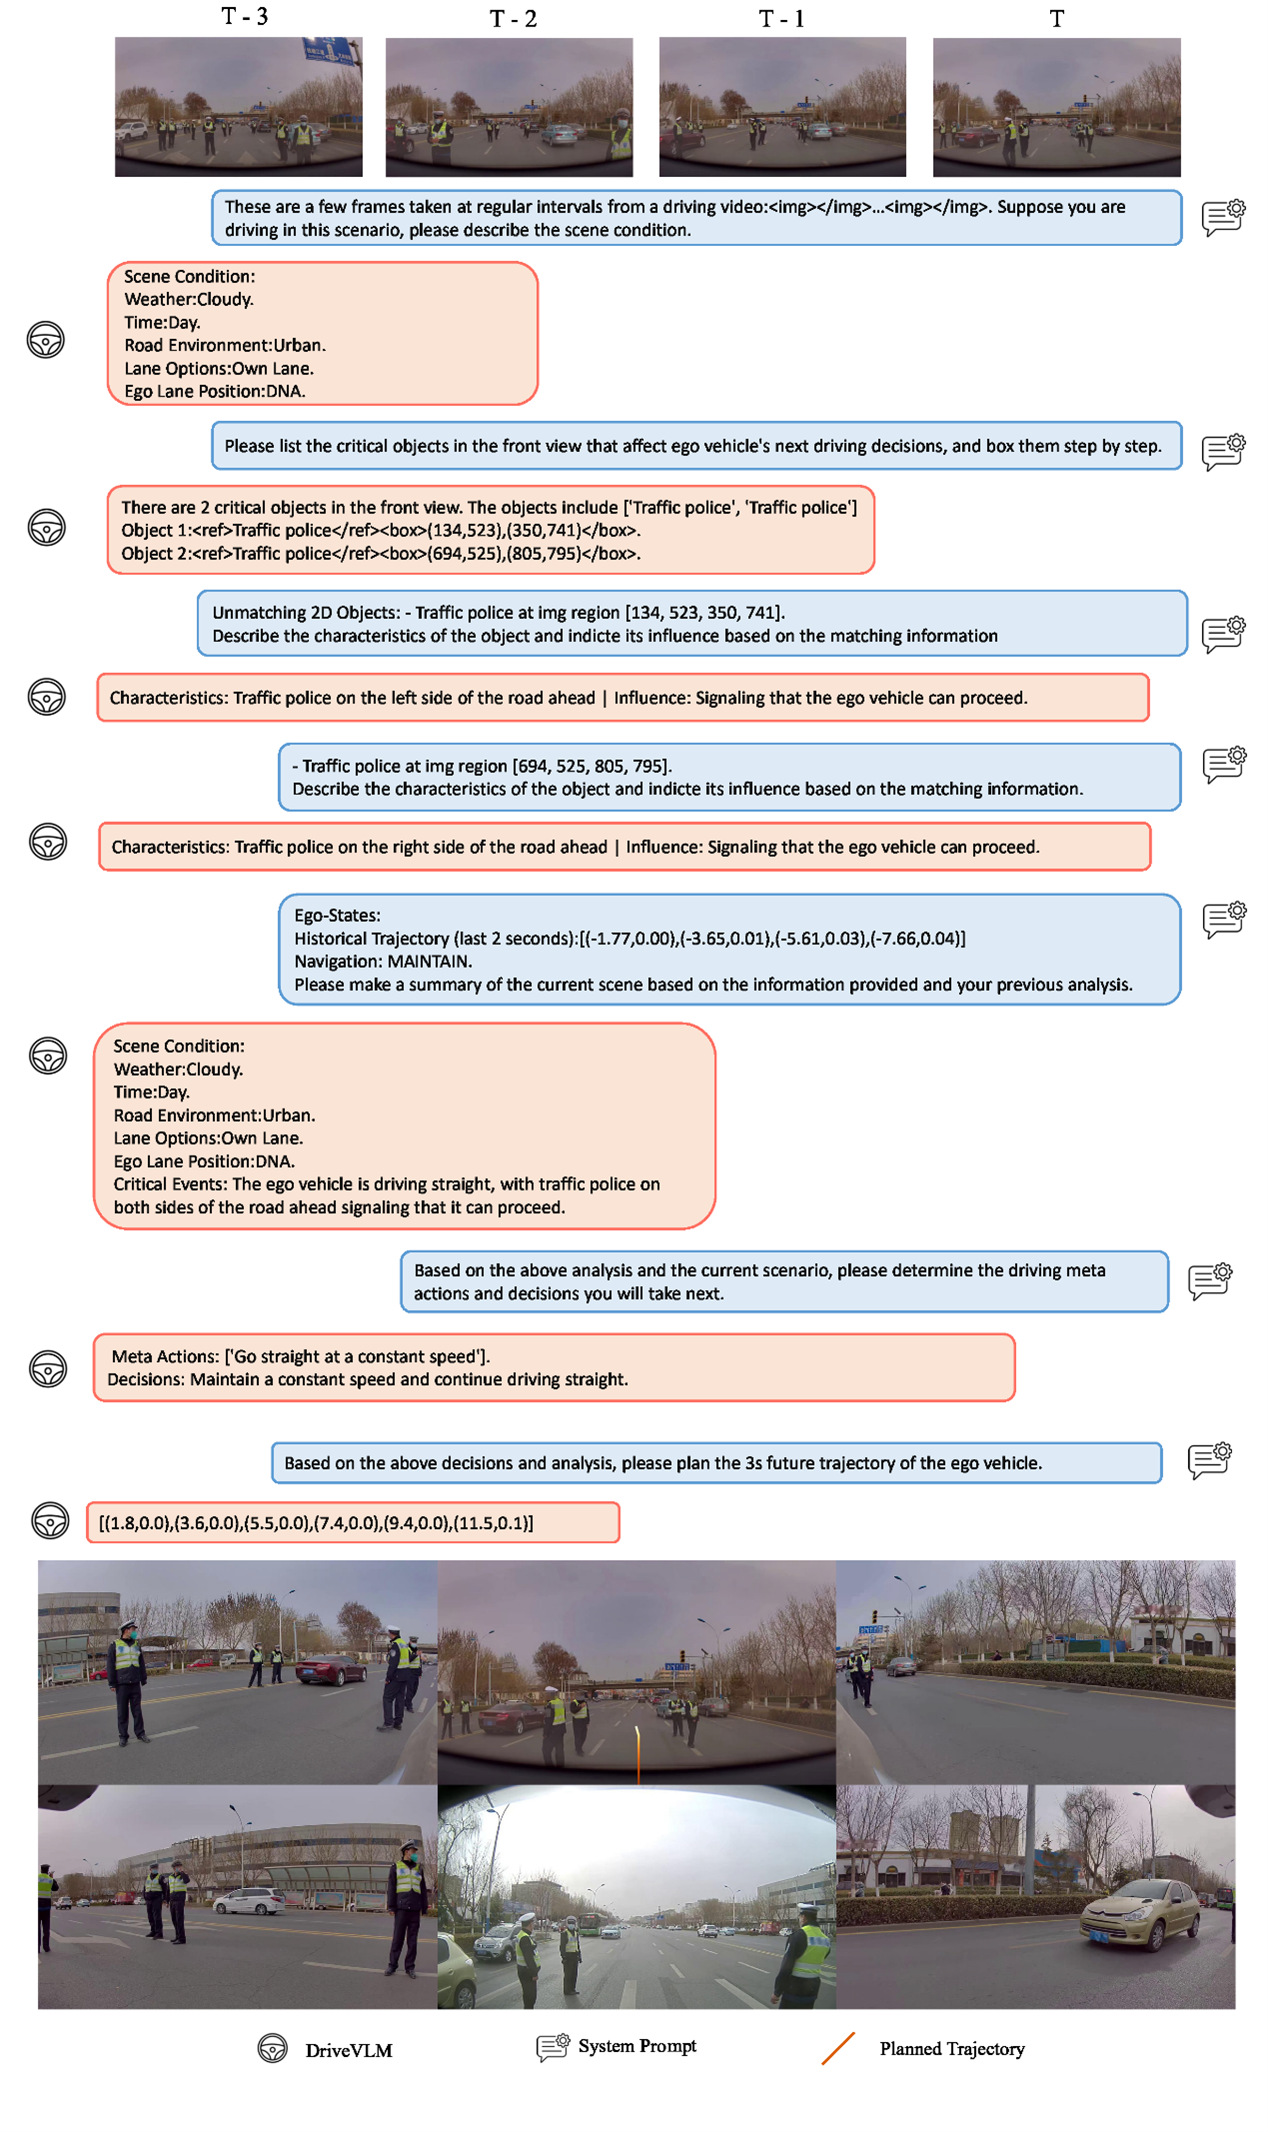 T - 3
T - 2
T - 1
T
These are a few frames taken at regular intervals from a driving video:<img></img>...<img></img>. Suppose you are
driving in this scenario, please describe the scene condition.
Scene Condition:
Weather:Cloudy.
Time:Day.
Road Environment:Urban.
Lane Options:Own Lane.
Ego Lane Position:DNA.
Please list the critical objects in the front view that affect ego vehicle's next driving decisions, and box them step by step.
There are 2 critical objects in the front view. The objects include ['Traffic police', 'Traffic police']
Object 1:<ref>Traffic police</ref><box>(134,523),(350,741)</box>.
Object 2:<ref>Traffic police</ref><box>(694,525),(805,795)</box>.
Unmatching 2D Objects: - Traffic police at img region [134, 523, 350, 741].
Describe the characteristics of the object and indicte its influence based on the matching information
Characteristics: Traffic police on the left side of the road ahead | Influence: Signaling that the ego vehicle can proceed.
- Traffic police at img region [694, 525, 805, 795].
Describe the characteristics of the object and indicte its influence based on the matching information.
Characteristics: Traffic police on the right side of the road ahead | Influence: Signaling that the ego vehicle can proceed.
Ego-States:
Historical Trajectory (last 2 seconds):[(-1.77,0.00),(-3.65,0.01),(-5.61,0.03),(-7.66,0.04)]
Navigation: MAINTAIN.
Please make a summary of the current scene based on the information provided and your previous analysis.
Scene Condition:
Weather:Cloudy.
Time:Day.
Road Environment:Urban.
Lane Options:Own Lane.
Ego Lane Position:DNA.
Critical Events: The ego vehicle is driving straight, with traffic police on
both sides of the road ahead signaling that it can proceed.
Based on the above analysis and the current scenario, please determine the driving meta
actions and decisions you will take next.
Meta Actions: ['Go straight at a constant speed'].
Decisions: Maintain a constant speed and continue driving straight.
Based on the above decisions and analysis, please plan the 3s future trajectory of the ego vehicle.
[(1.8,0.0),(3.6,0.0),(5.5,0.0),(7.4,0.0),(9.4,0.0),(11.5,0.1)]
DriveVLM
System Prompt
Planned Trajectory